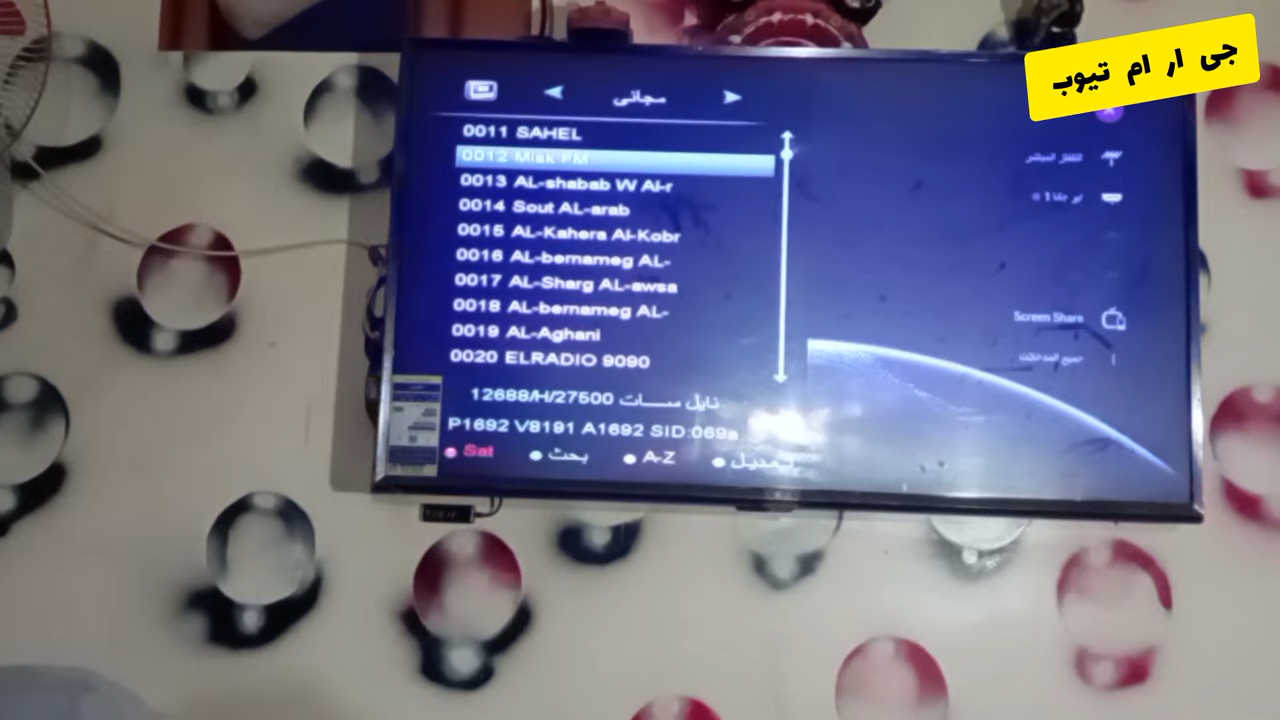 جى ار ام تيوب
مجانى
0011 SAHEL
0012 Misk FM
0013 AL-shabab W Al-r
0014 Sout AL-arab
0015 AL-Kahera Al-Kobr
0016 AL-bernameg AL-
0017 AL-Sharg AL-awsa
0018 AL-bernameg AL-
0019 AL-Aghani
0020 ELRADIO 9090
نايل سات 12688/H/27500
P1692 V8191 A1692 SID:069a
Sat
بحث
A-Z
تعديل
Screen Share